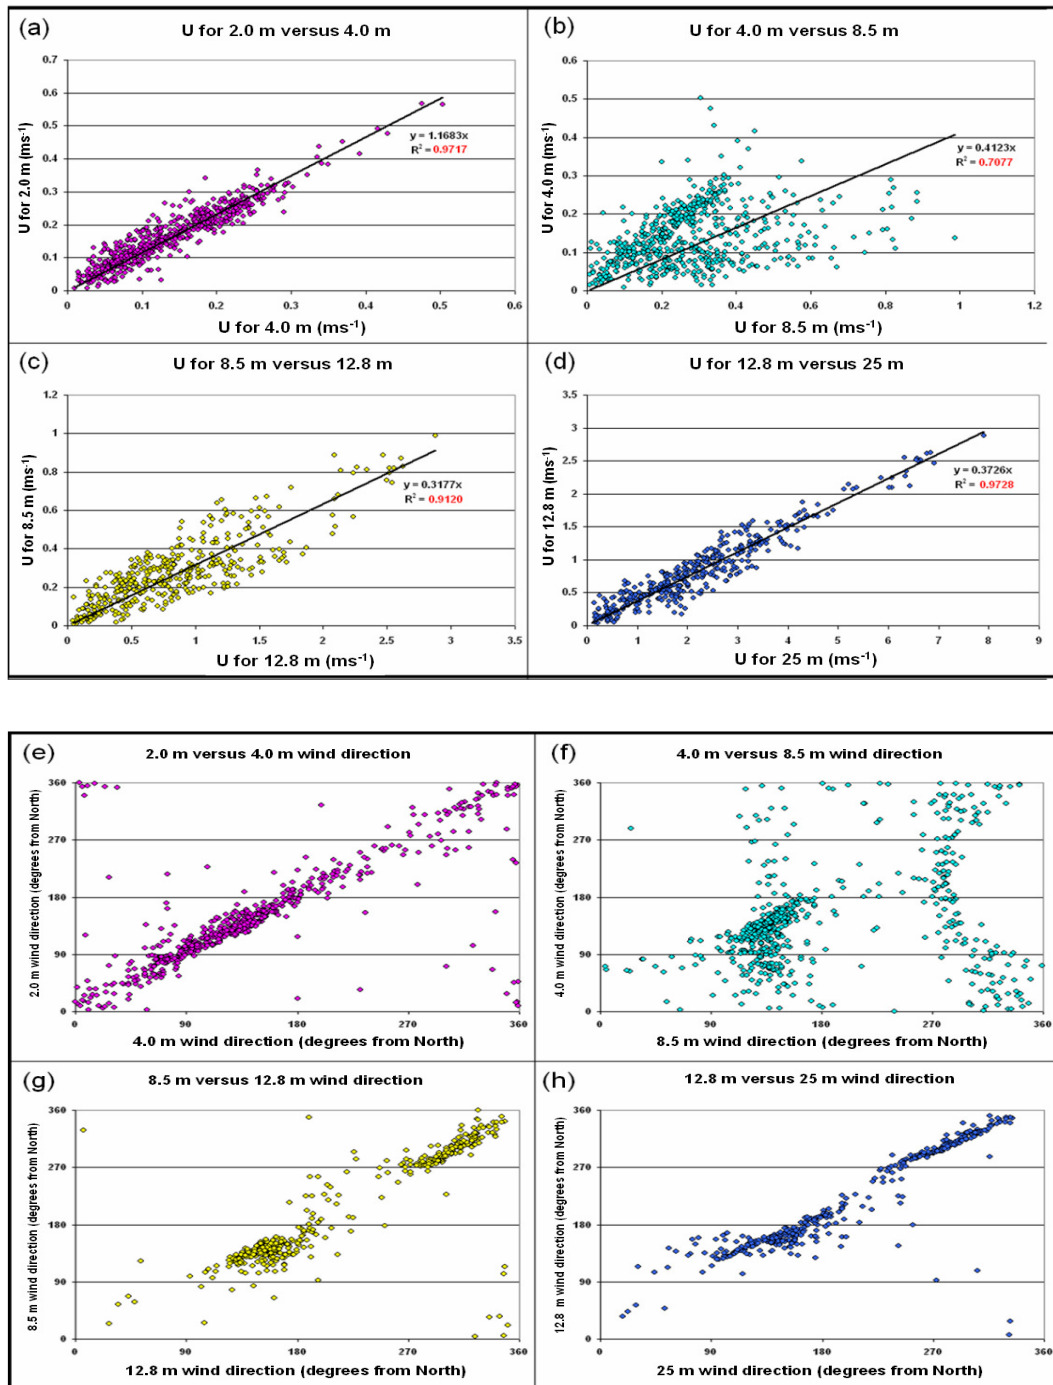 (a)
U for 2.0 m versus 4.0 m
0.7
0.6
0.5
0.4
0.3
0.2
0.1
0
U for 2.0 m (ms-1)
y = 1.1683x
R2 = 0.9717
0 0.1 0.2 0.3 0.4 0.5 0.6
U for 4.0 m (ms-1)
(b)
U for 4.0 m versus 8.5 m
0.6
0.5
0.4
0.3
0.2
0.1
0
U for 4.0 m (ms-1)
y = 0.4123x
R2 = 0.7077
0 0.2 0.4 0.6 0.8 1 1.2
U for 8.5 m (ms-1)
(c)
U for 8.5 m versus 12.8 m
1.2
1
0.8
0.6
0.4
0.2
0
U for 8.5 m (ms-1)
y = 0.3177x
R2 = 0.9120
0 0.5 1 1.5 2 2.5 3 3.5
U for 12.8 m (ms-1)
(d)
U for 12.8 m versus 25 m
3.5
3
2.5
2
1.5
1
0.5
0
U for 12.8 m (ms-1)
y = 0.3726x
R2 = 0.9728
0 1 2 3 4 5 6 7 8 9
U for 25 m (ms-1)
(e)
2.0 m versus 4.0 m wind direction
360
270
180
90
0
2.0 m wind direction (degrees from North)
0 90 180 270 360
4.0 m wind direction (degrees from North)
(f)
4.0 m versus 8.5 m wind direction
360
270
180
90
0
4.0 m wind direction (degrees from North)
0 90 180 270 360
8.5 m wind direction (degrees from North)
(g)
8.5 m versus 12.8 m wind direction
360
270
180
90
0
8.5 m wind direction (degrees from North)
0 90 180 270 360
12.8 m wind direction (degrees from North)
(h)
12.8 m versus 25 m wind direction
360
270
180
90
0
12.8 m wind direction (degrees from North)
0 90 180 270 360
25 m wind direction (degrees from North)